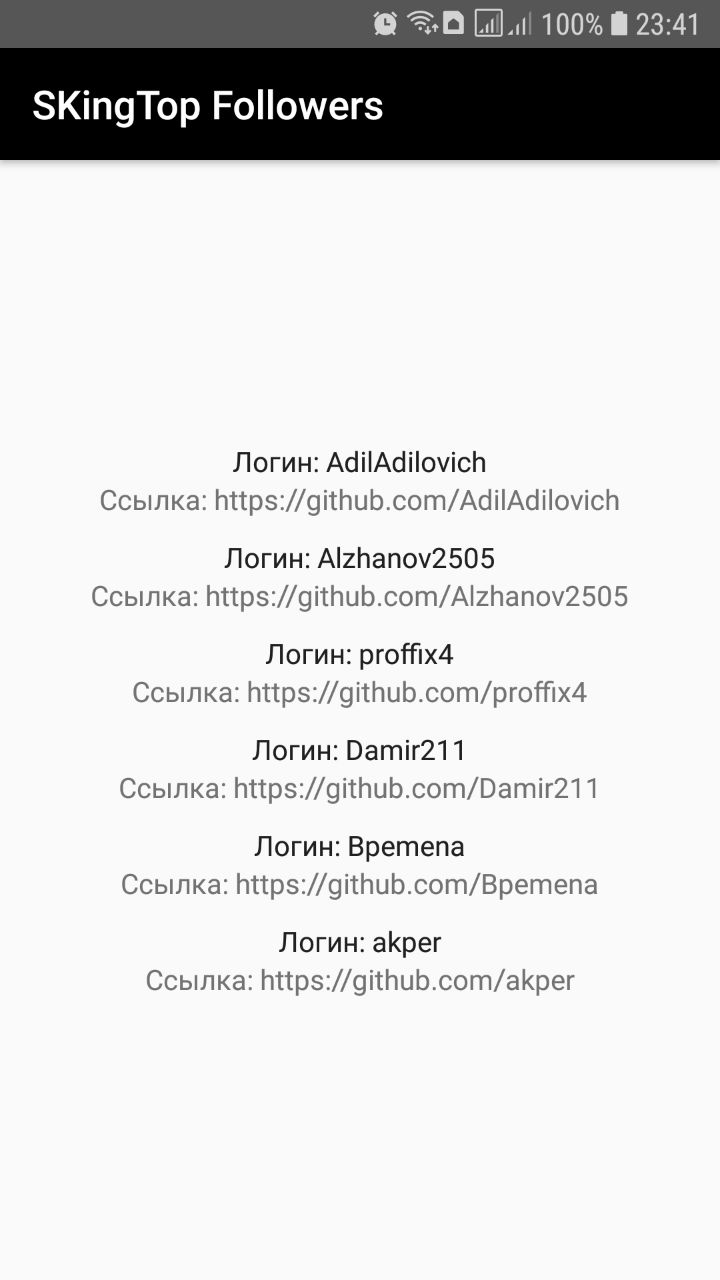 100% 23:41
SKingTop Followers
Логин: AdilAdilovich
Ссылка: https://github.com/AdilAdilovich
Логин: Alzhanov2505
Ссылка: https://github.com/Alzhanov2505
Логин: proffix4
Ссылка: https://github.com/proffix4
Логин: Damir211
Ссылка: https://github.com/Damir211
Логин: Bpemena
Ссылка: https://github.com/Bpemena
Логин: akper
Ссылка: https://github.com/akper